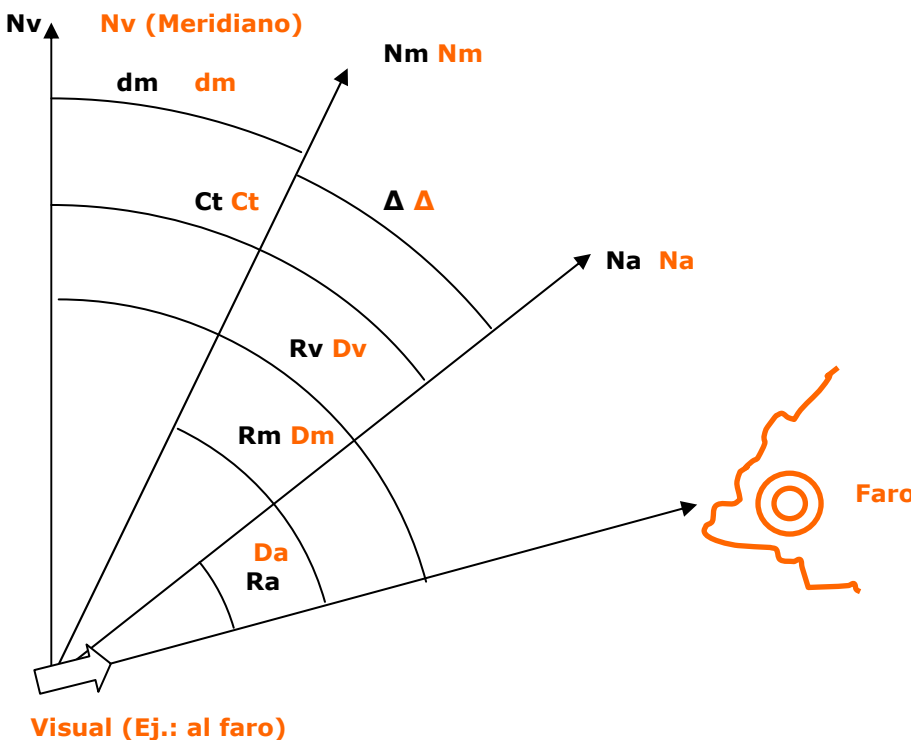 Nv Nv (Meridiano)
Nm Nm
dm dm
Ct Ct
Δ Δ
Na Na
Rv Dv
Rm Dm
Faro
Da
Ra
Visual (Ej.: al faro)